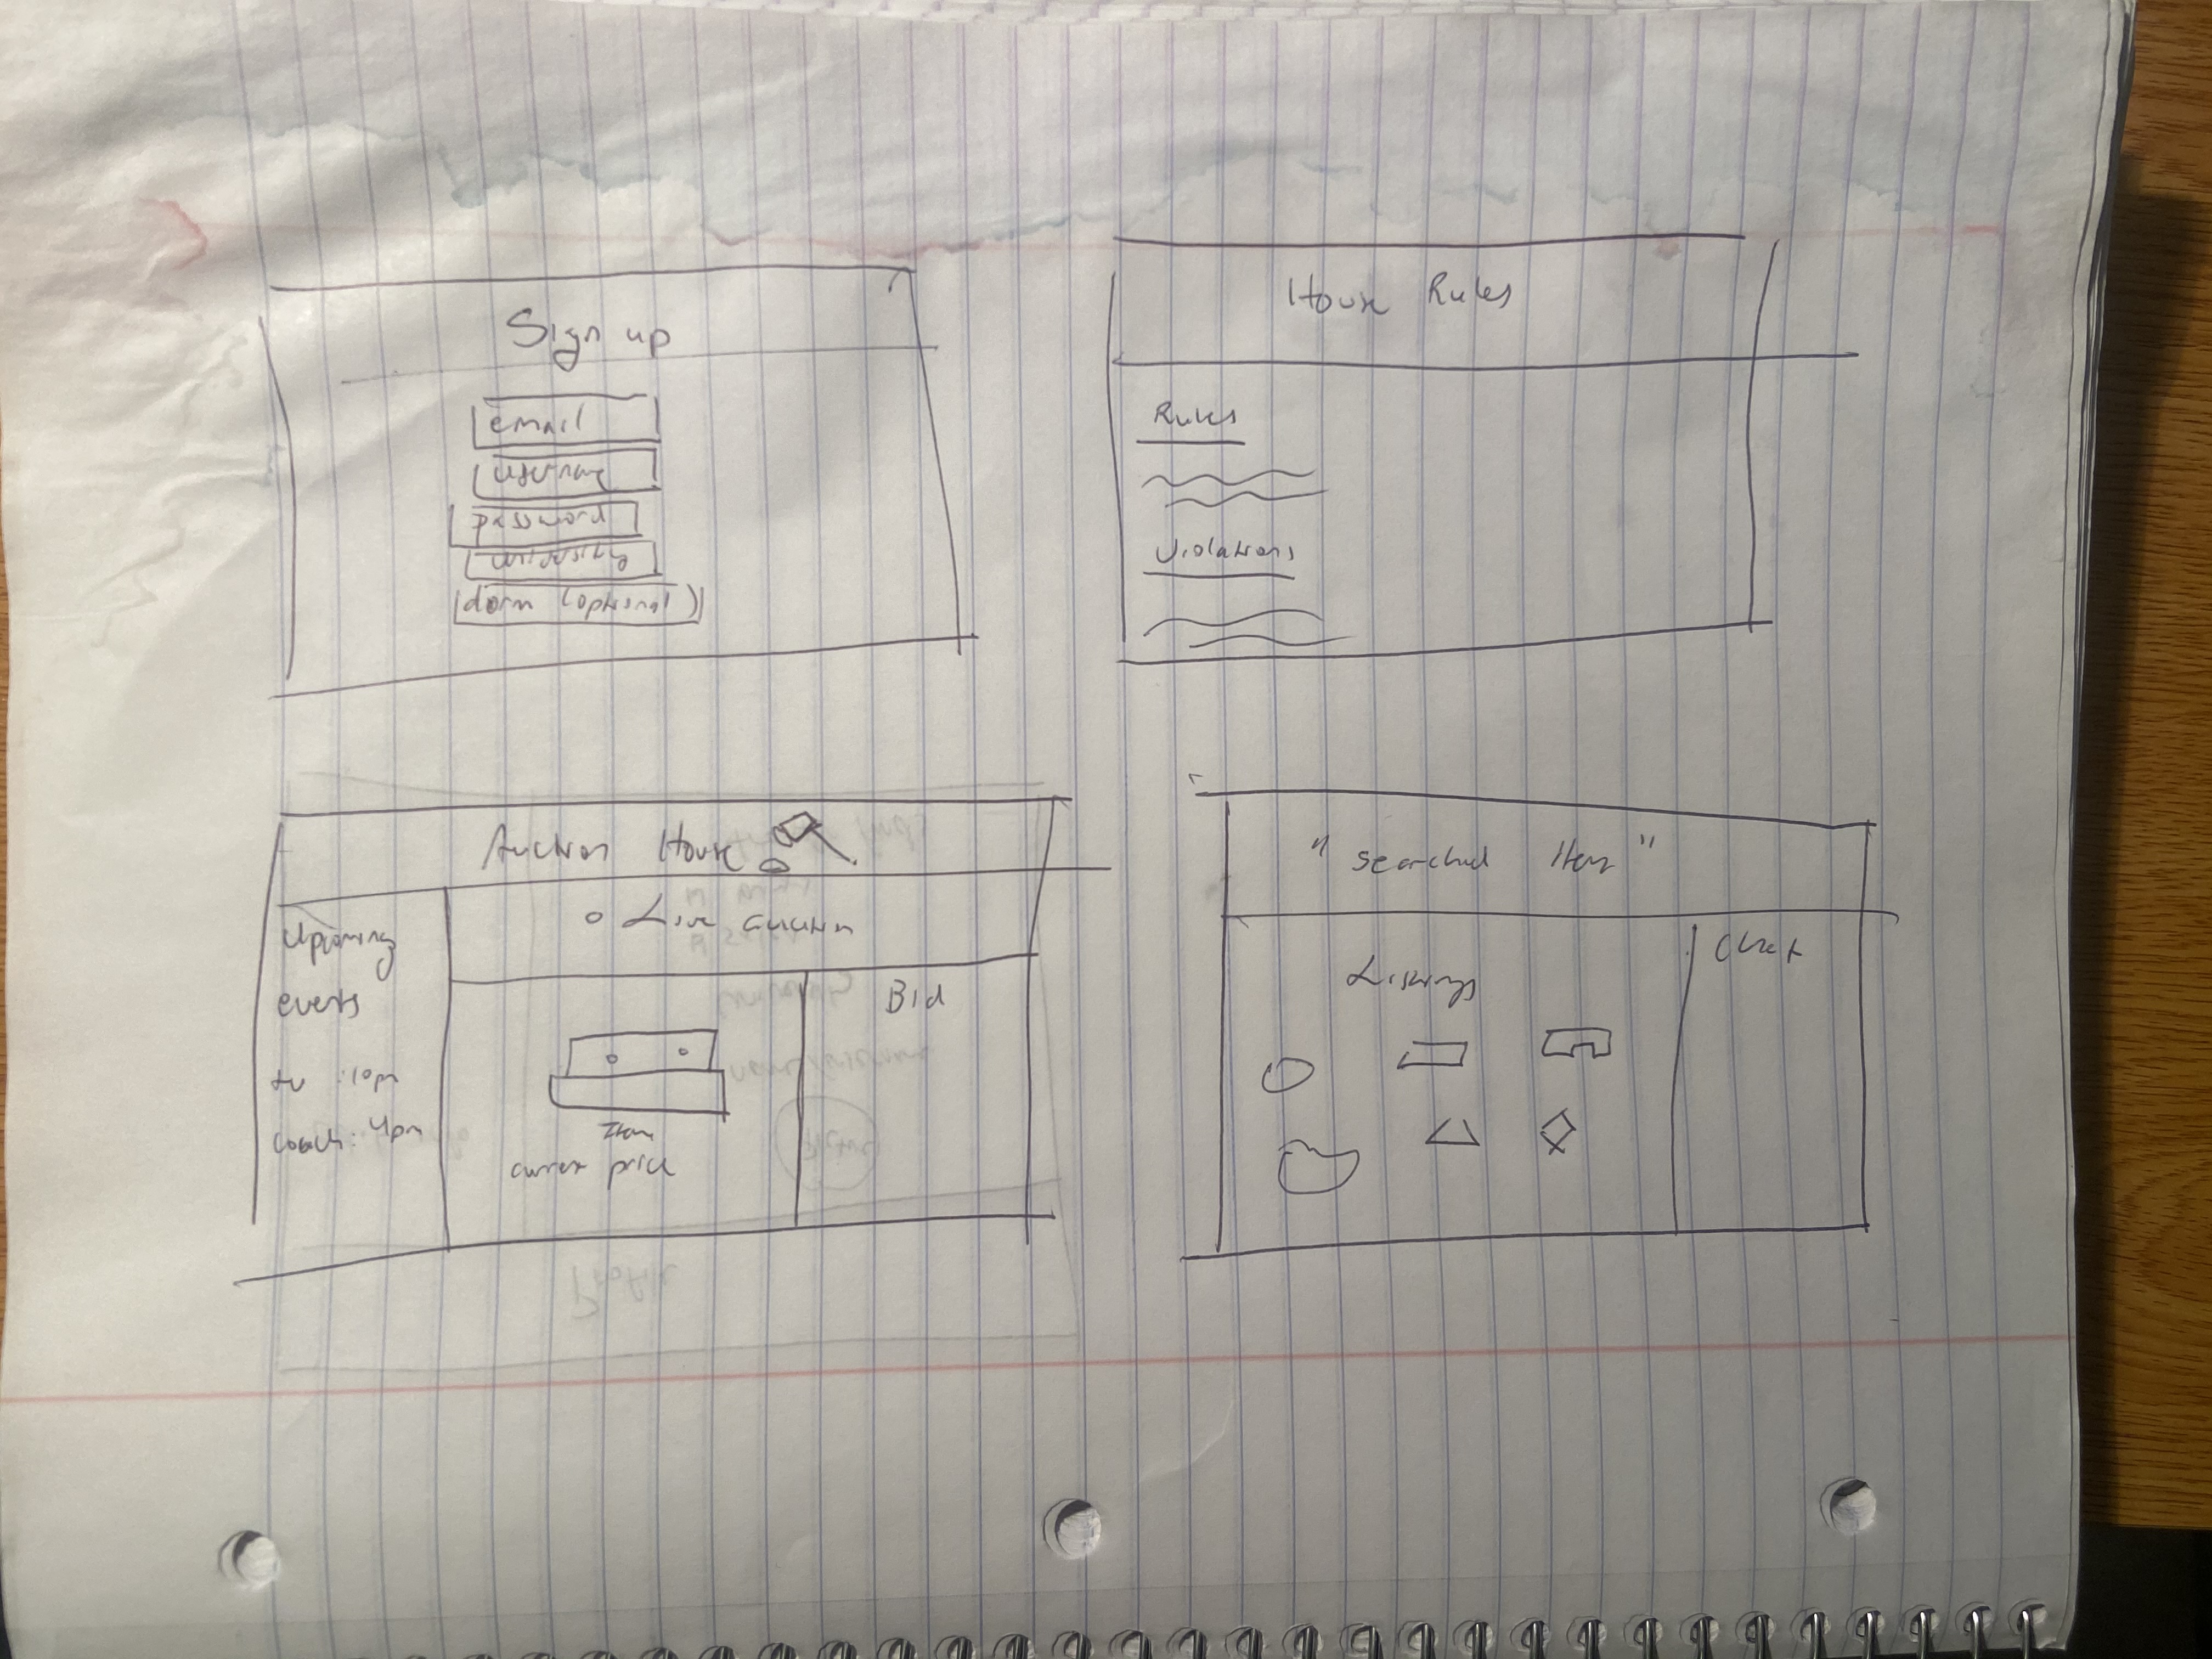 Sign up
email
username
password
university
dorm (optional)
House Rules
Rules
Violations
Auction House
Live auction
Upcoming
events
tv : 10pm
couch : 4pm
Item
current price
Bid
" searched Item "
Listings
Chat